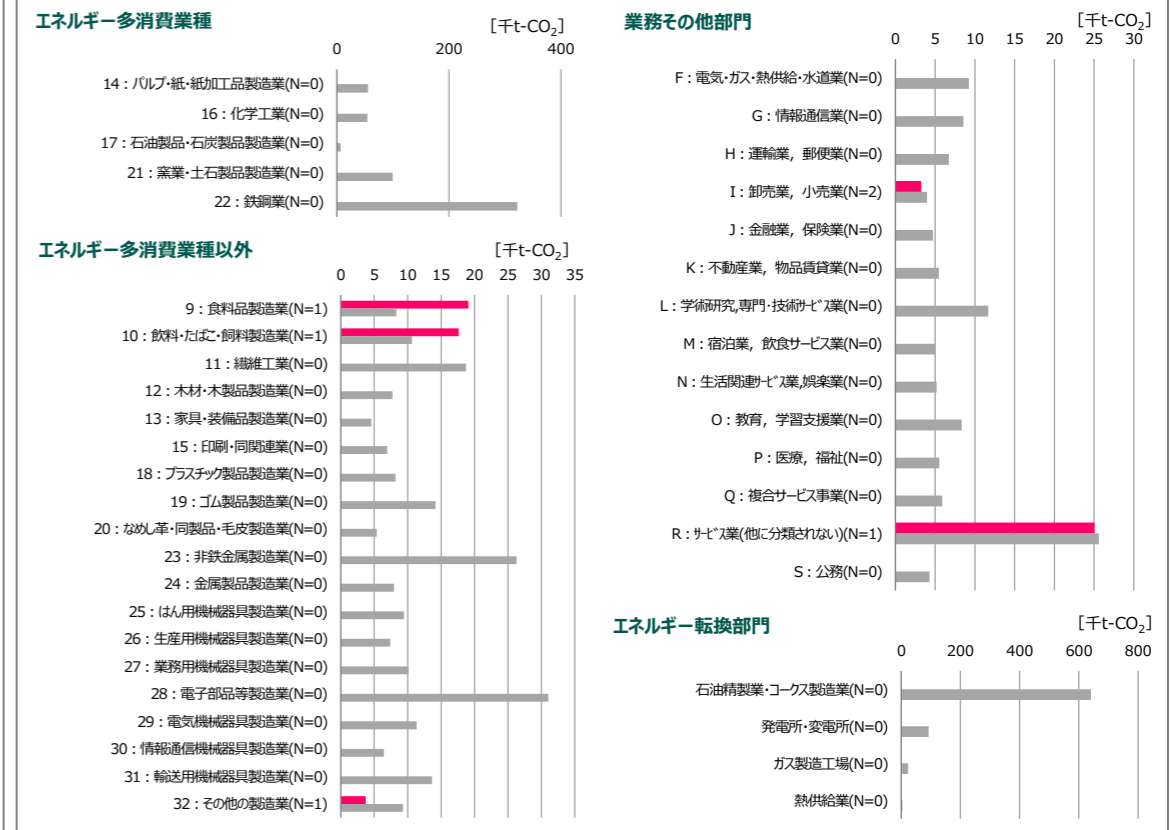 エネルギー多消費業種
[千t-CO₂]
0 200 400
14：パルプ・紙・紙加工品製造業(N=0)
16：化学工業(N=0)
17：石油製品・石炭製品製造業(N=0)
21：窯業・土石製品製造業(N=0)
22：鉄鋼業(N=0)
エネルギー多消費業種以外
[千t-CO₂]
0 5 10 15 20 25 30 35
9：食料品製造業(N=1)
10：飲料・たばこ・飼料製造業(N=1)
11：繊維工業(N=0)
12：木材・木製品製造業(N=0)
13：家具・装備品製造業(N=0)
15：印刷・同関連業(N=0)
18：プラスチック製品製造業(N=0)
19：ゴム製品製造業(N=0)
20：なめし革・同製品・毛皮製造業(N=0)
23：非鉄金属製造業(N=0)
24：金属製品製造業(N=0)
25：はん用機械器具製造業(N=0)
26：生産用機械器具製造業(N=0)
27：業務用機械器具製造業(N=0)
28：電子部品等製造業(N=0)
29：電気機械器具製造業(N=0)
30：情報通信機械器具製造業(N=0)
31：輸送用機械器具製造業(N=0)
32：その他の製造業(N=1)
業務その他部門
[千t-CO₂]
0 5 10 15 20 25 30
F：電気・ガス・熱供給・水道業(N=0)
G：情報通信業(N=0)
H：運輸業，郵便業(N=0)
I：卸売業，小売業(N=2)
J：金融業，保険業(N=0)
K：不動産業，物品賃貸業(N=0)
L：学術研究,専門・技術サービス業(N=0)
M：宿泊業，飲食サービス業(N=0)
N：生活関連サービス業,娯楽業(N=0)
O：教育，学習支援業(N=0)
P：医療，福祉(N=0)
Q：複合サービス事業(N=0)
R：サービス業(他に分類されない)(N=1)
S：公務(N=0)
エネルギー転換部門
[千t-CO₂]
0 200 400 600 800
石油精製業・コークス製造業(N=0)
発電所・変電所(N=0)
ガス製造工場(N=0)
熱供給業(N=0)